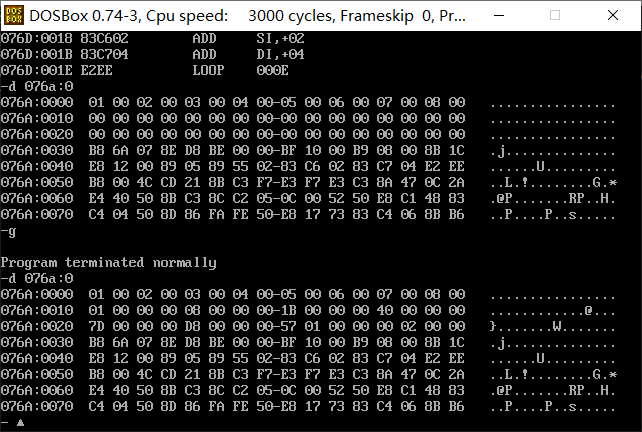 DOS
BOX
DOSBox 0.74-3, Cpu speed:    3000 cycles, Frameskip  0, Pr...
076D:0018 83C602        ADD     SI,+02
076D:001B 83C704        ADD     DI,+04
076D:001E E2EE          LOOP    000E
-d 076a:0
076A:0000  01 00 02 00 03 00 04 00-05 00 06 00 07 00 08 00   ................
076A:0010  00 00 00 00 00 00 00 00-00 00 00 00 00 00 00 00   ................
076A:0020  00 00 00 00 00 00 00 00-00 00 00 00 00 00 00 00   ................
076A:0030  B8 6A 07 8E D8 BE 00 00-BF 10 00 B9 08 00 8B 1C   .j..............
076A:0040  E8 12 00 89 05 89 55 02-83 C6 02 83 C7 04 E2 EE   ......U.........
076A:0050  B8 00 4C CD 21 8B C3 F7-E3 F7 E3 C3 8A 47 0C 2A   ..L.!........G.*
076A:0060  E4 40 50 8B C3 8C C2 05-0C 00 52 50 E8 C1 48 83   .@P.......RP..H.
076A:0070  C4 04 50 8D 86 FA FE 50-E8 17 73 83 C4 06 8B B6   ..P....P..s.....
-g
Program terminated normally
-d 076a:0
076A:0000  01 00 02 00 03 00 04 00-05 00 06 00 07 00 08 00   ................
076A:0010  01 00 00 00 08 00 00 00-1B 00 00 00 40 00 00 00   ............@...
076A:0020  7D 00 00 00 D8 00 00 00-57 01 00 00 00 02 00 00   }.......W.......
076A:0030  B8 6A 07 8E D8 BE 00 00-BF 10 00 B9 08 00 8B 1C   .j..............
076A:0040  E8 12 00 89 05 89 55 02-83 C6 02 83 C7 04 E2 EE   ......U.........
076A:0050  B8 00 4C CD 21 8B C3 F7-E3 F7 E3 C3 8A 47 0C 2A   ..L.!........G.*
076A:0060  E4 40 50 8B C3 8C C2 05-0C 00 52 50 E8 C1 48 83   .@P.......RP..H.
076A:0070  C4 04 50 8D 86 FA FE 50-E8 17 73 83 C4 06 8B B6   ..P....P..s.....
-